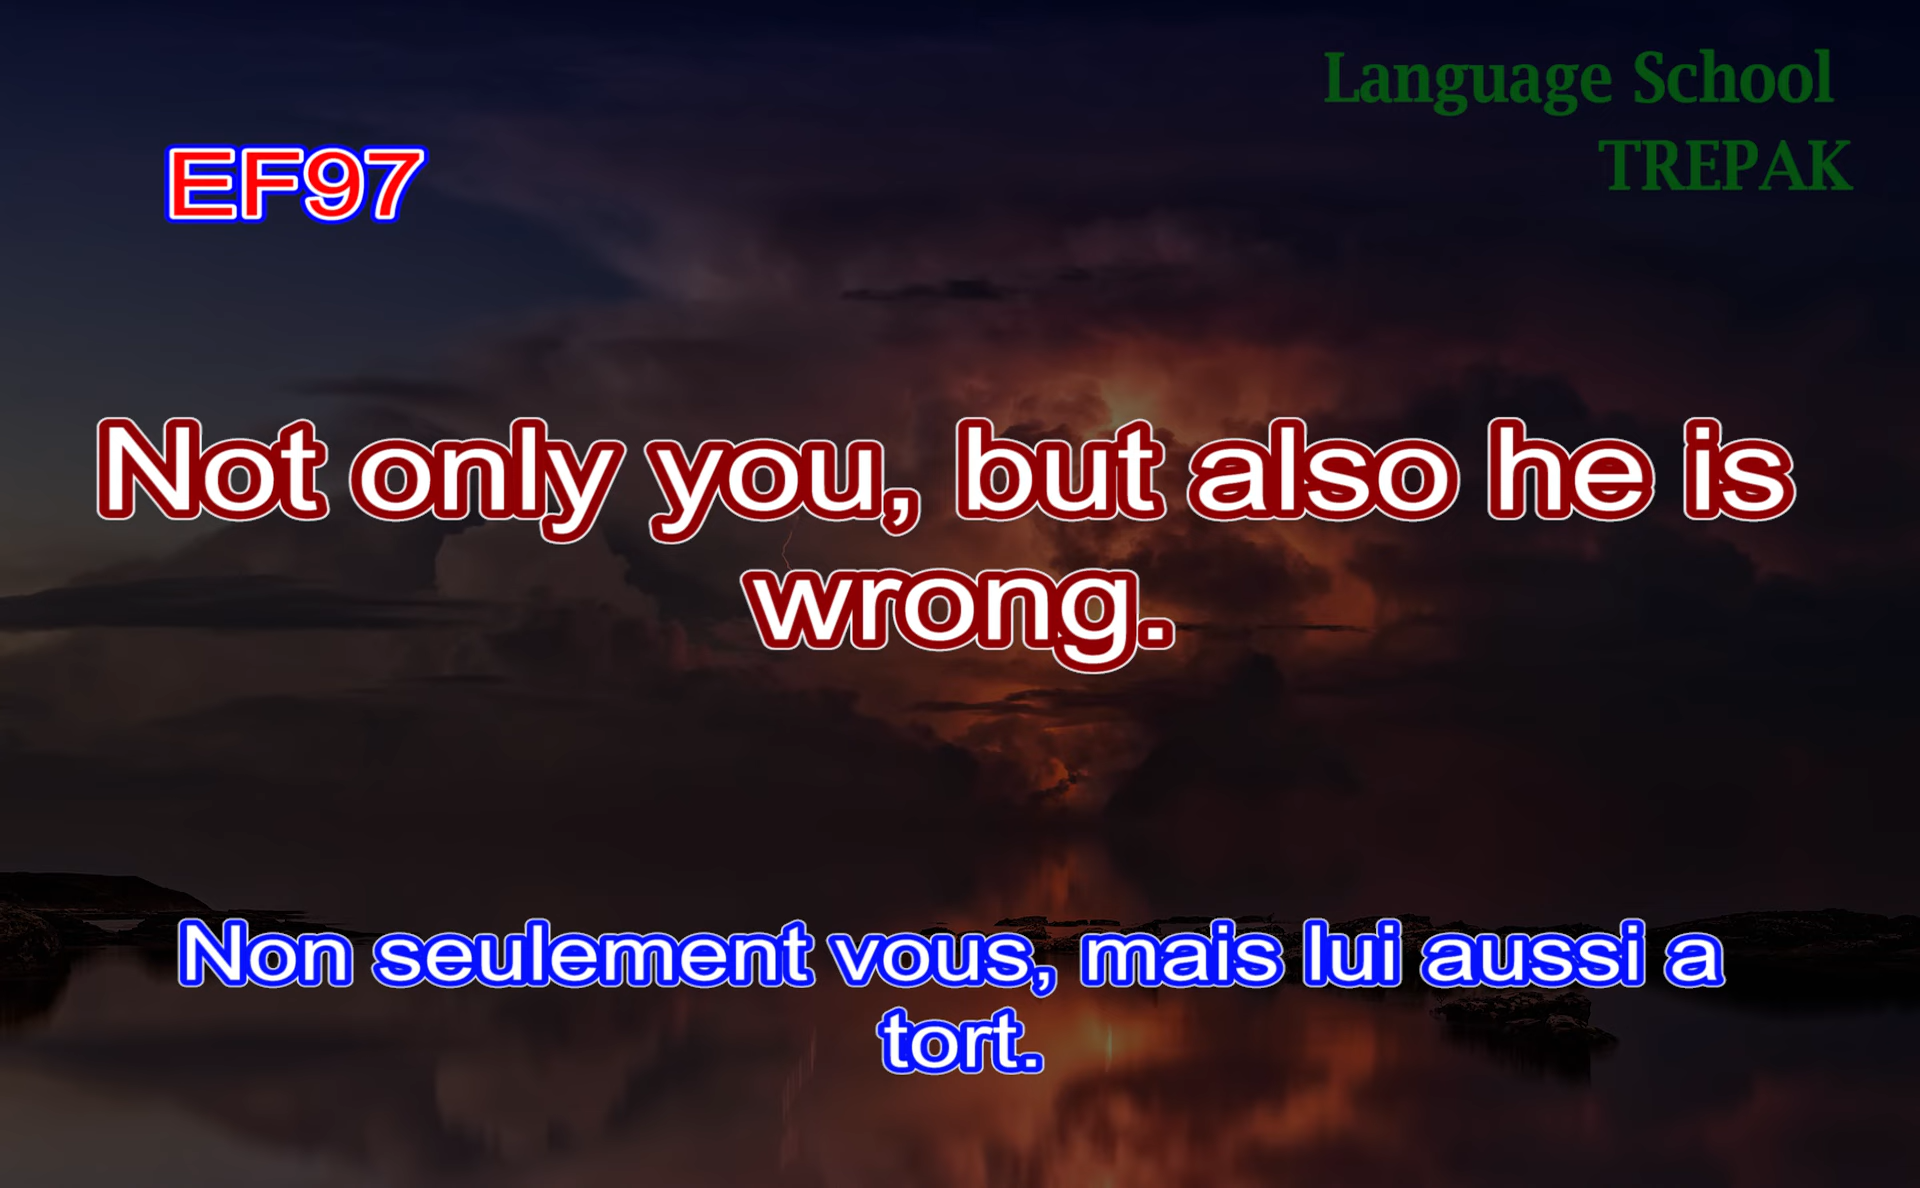 Language School
TREPAK
EF97
Not only you, but also he is
wrong.
Non seulement vous, mais lui aussi a
tort.